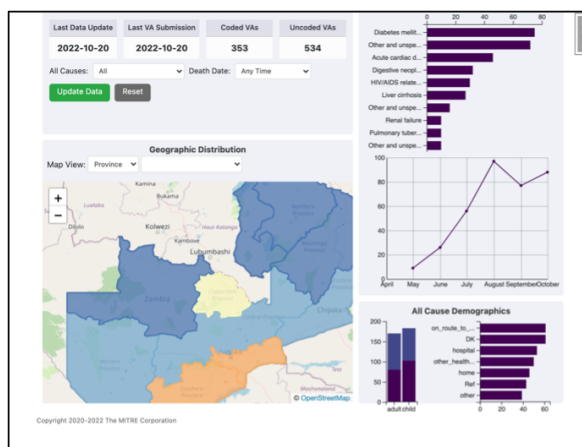 Last Data Update
Last VA Submission
Coded VAs
Uncoded VAs
2022-10-20
2022-10-20
353
534
All Causes: All
Death Date: Any Time
Update Data
Reset
Geographic Distribution
Map View: Province
+
−
Kamina
Bukama
Luatala
Kolwezi
Dilolo
Kambove
Lubumbashi
Haut-Katanga
Zambia
Chipata
© OpenStreetMap
0
20
40
60
80
Diabetes mellit...
Other and unspe...
Acute cardiac d...
Digestive neopl...
HIV/AIDS relate...
Liver cirrhosis
Other and unspe...
Renal failure
Pulmonary tuber...
Other and unspe...
100
80
60
40
20
0
April
May
June
July
August
September
October
All Cause Demographics
200
150
100
50
0
adult
child
on_route_to_...
DK
hospital
other_health...
home
Ref
other
0
20
40
60
Copyright 2020-2022 The MITRE Corporation